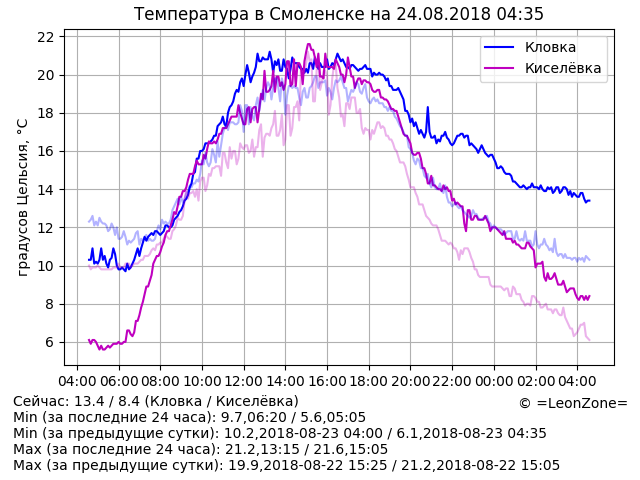 Температура в Смоленске на 24.08.2018 04:35
Кловка
Киселёвка
градусов Цельсия, °C
22
20
18
16
14
12
10
8
6
04:00 06:00 08:00 10:00 12:00 14:00 16:00 18:00 20:00 22:00 00:00 02:00 04:00
Сейчас: 13.4 / 8.4 (Кловка / Киселёвка)
© =LeonZone=
Min (за последние 24 часа): 9.7,06:20 / 5.6,05:05
Min (за предыдущие сутки): 10.2,2018-08-23 04:00 / 6.1,2018-08-23 04:35
Max (за последние 24 часа): 21.2,13:15 / 21.6,15:05
Max (за предыдущие сутки): 19.9,2018-08-22 15:25 / 21.2,2018-08-22 15:05